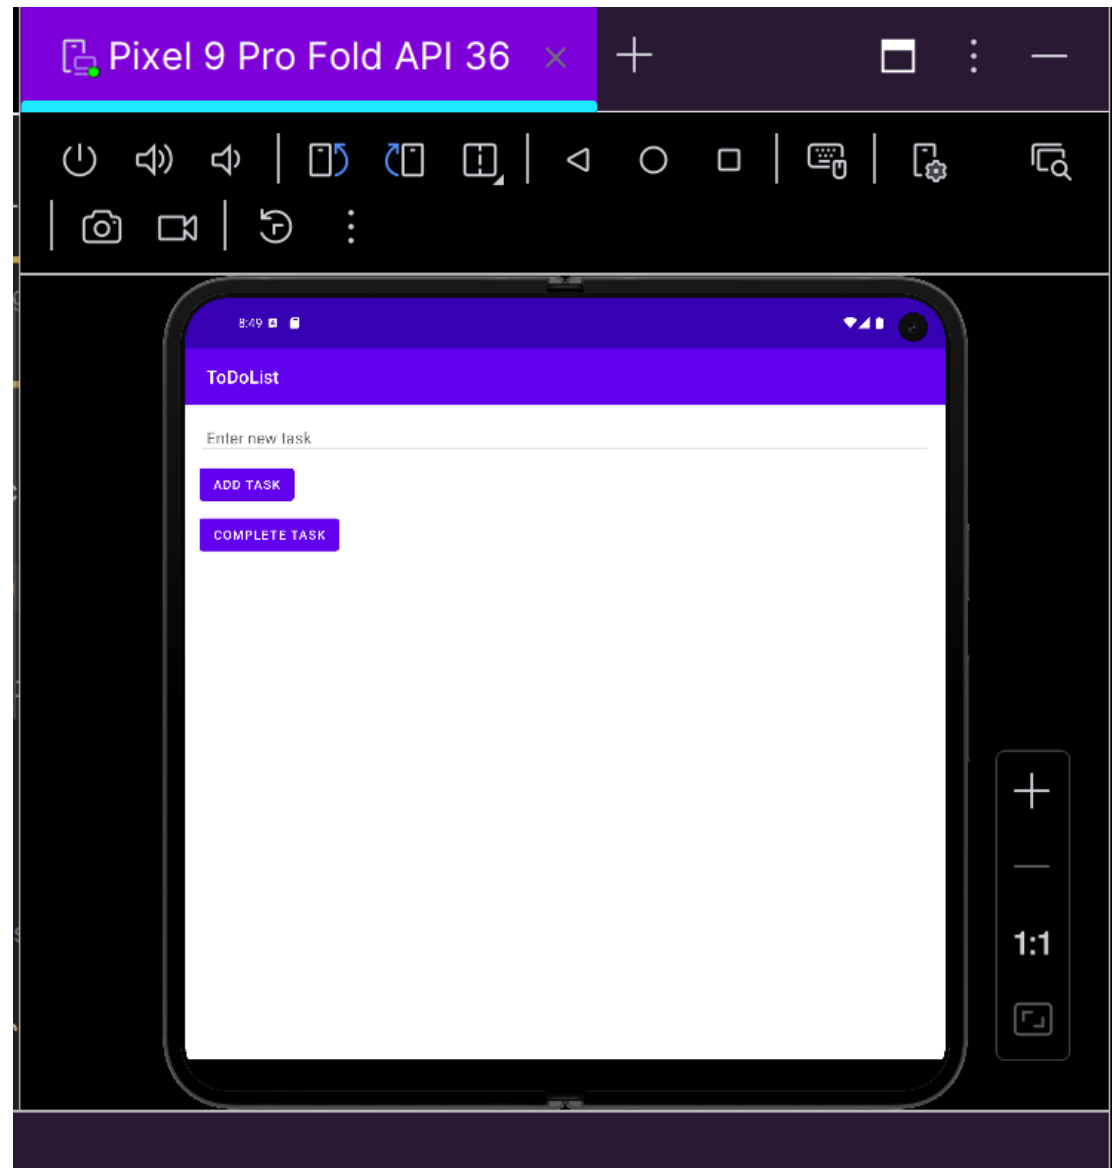 Pixel 9 Pro Fold API 36
8:49
ToDoList
Enter new task
ADD TASK
COMPLETE TASK
1:1